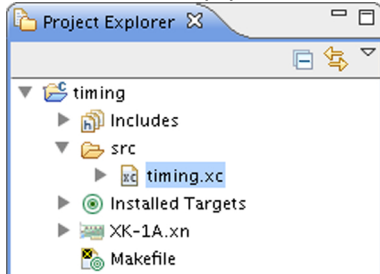 Project Explorer
timing
Includes
src
timing.xc
Installed Targets
XK-1A.xn
Makefile